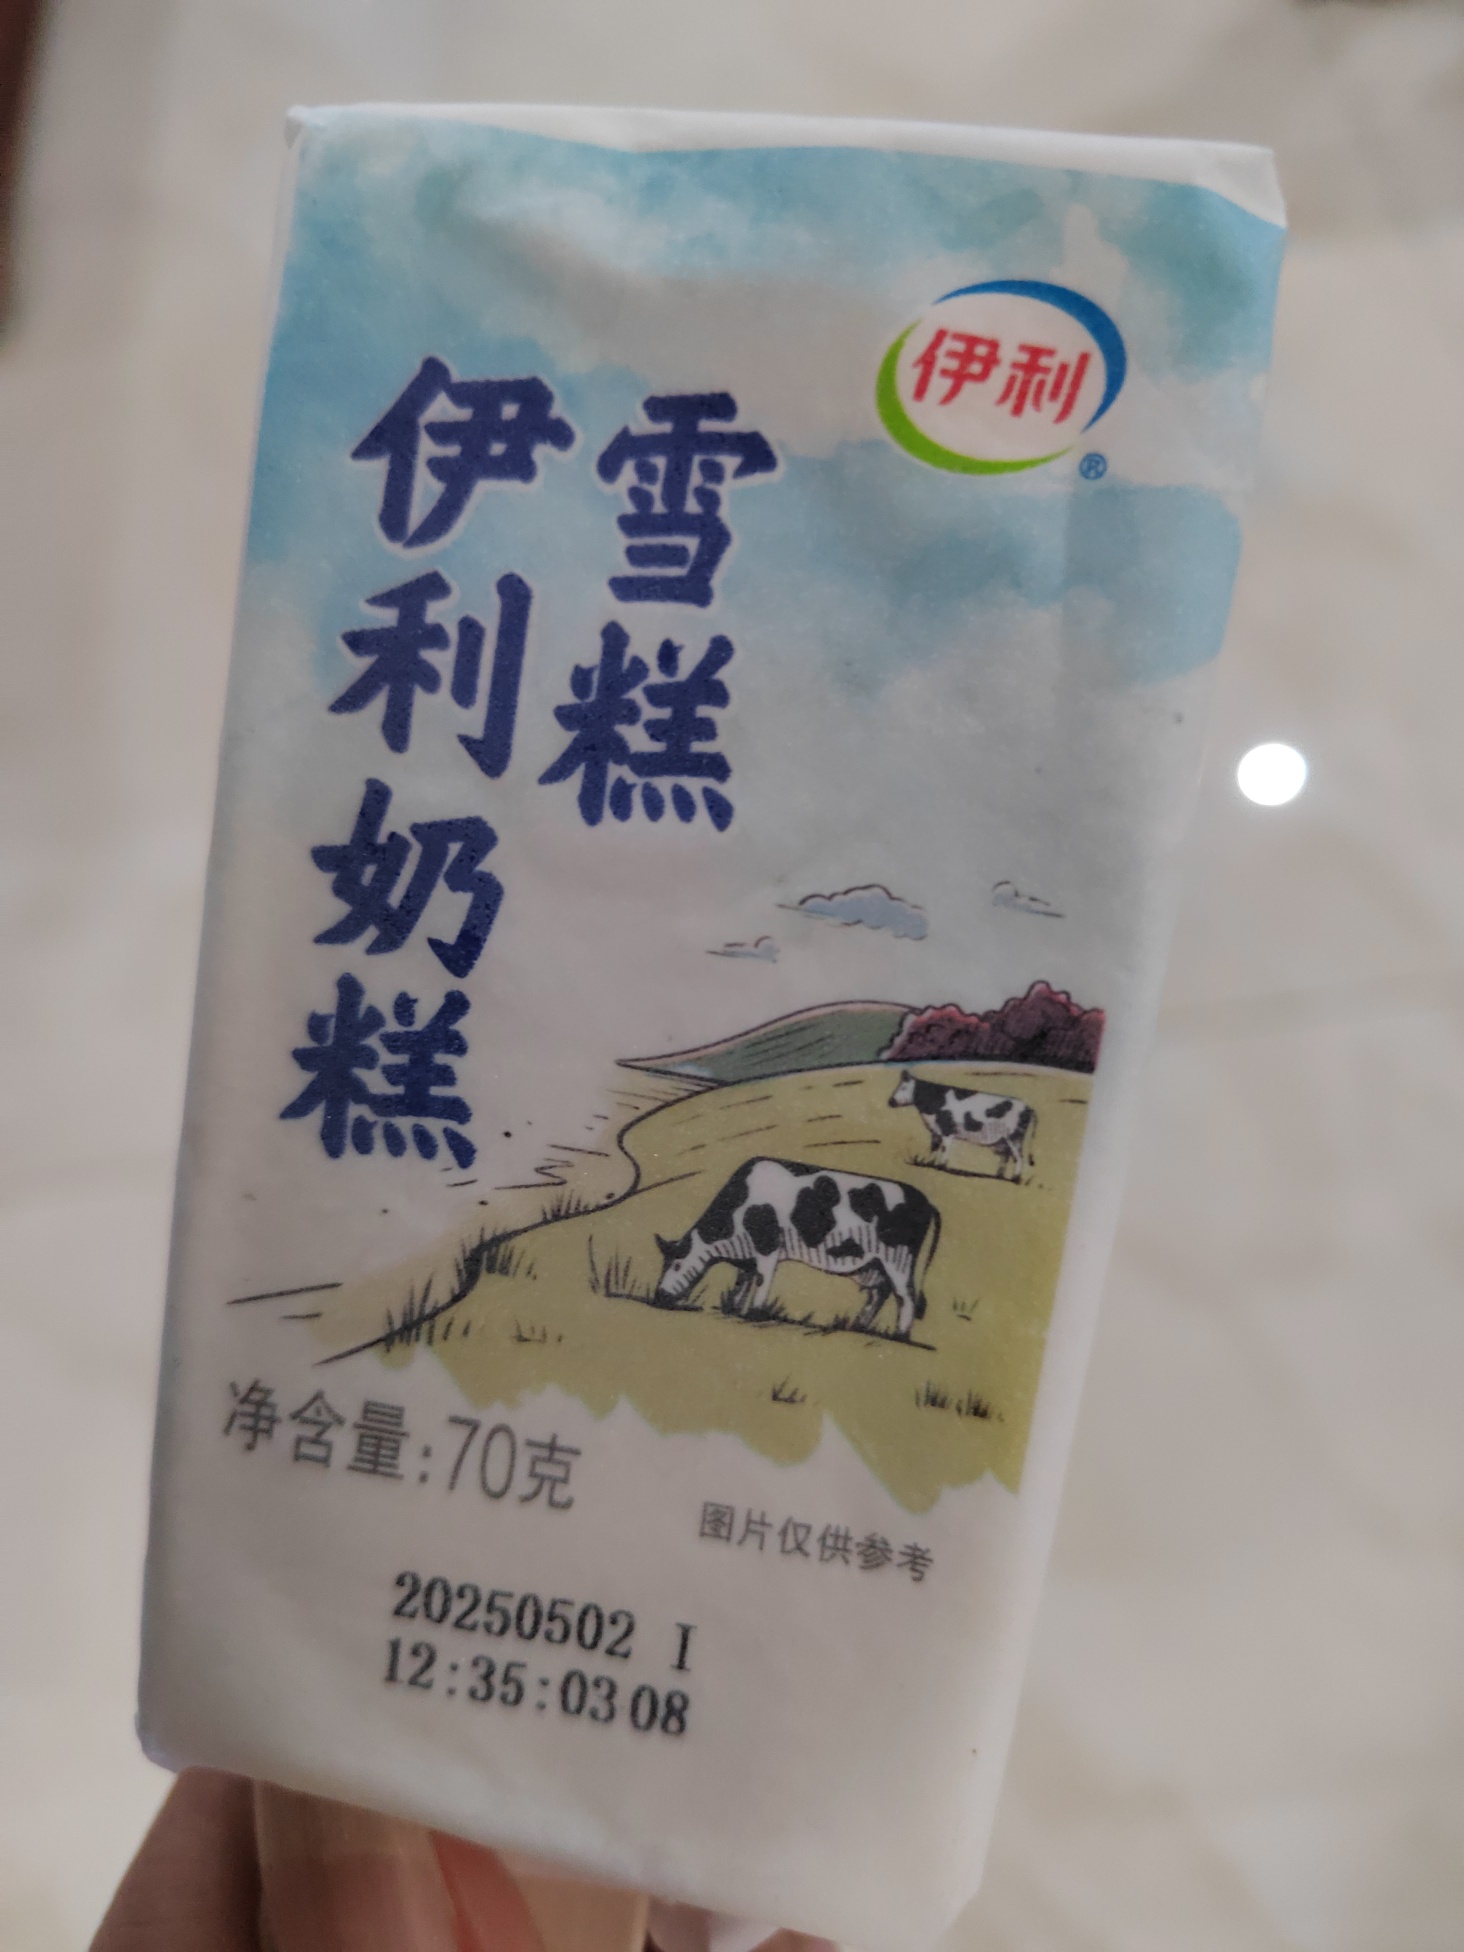 伊利
®
伊利奶糕
雪糕
净含量:70克
图片仅供参考
20250502 I
12:35:03 08